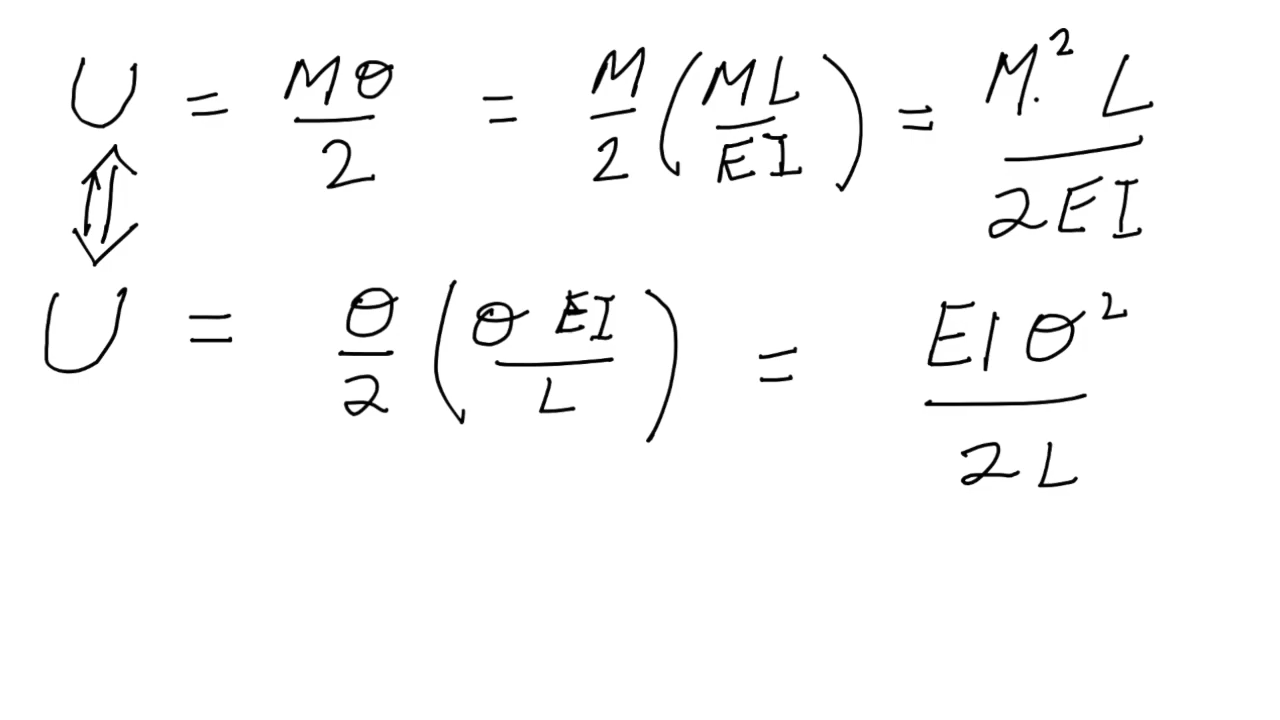 U = Mθ/2 = M/2 (ML/EI) = M²L/2EI
U = θ/2 (θEI/L) = EIθ²/2L